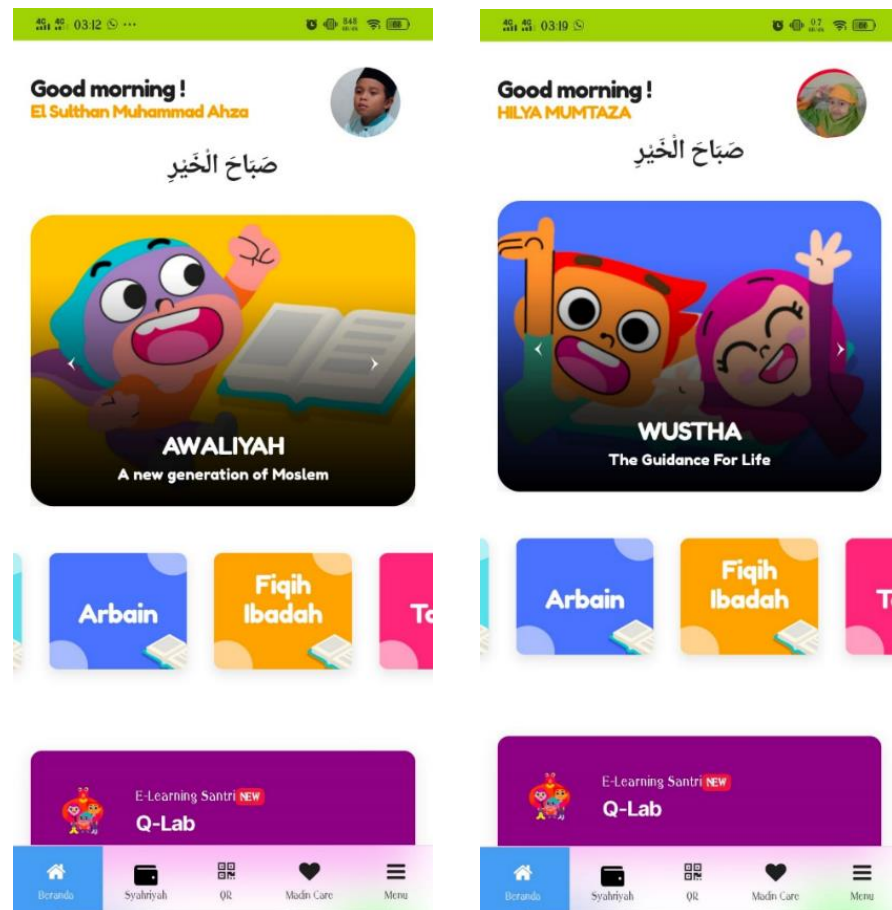 03:12
Good morning !
El Sulthan Muhammad Ahza
صَبَاحَ الْخَيْرِ
AWALIYAH
A new generation of Moslem
Arbain
Fiqih
Ibadah
E-Learning Santri NEW
Q-Lab
Beranda
Syahriyah
QR
Madin Care
Menu
03:19
Good morning !
HILYA MUMTAZA
صَبَاحَ الْخَيْرِ
WUSTHA
The Guidance For Life
Arbain
Fiqih
Ibadah
E-Learning Santri NEW
Q-Lab
Beranda
Syahriyah
QR
Madin Care
Menu